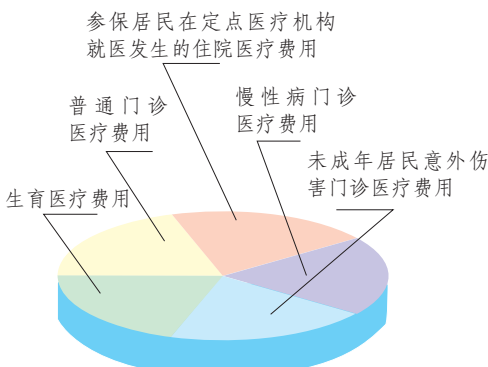 参保居民在定点医疗机构
就医发生的住院医疗费用
普通门诊
医疗费用
慢性病门诊
医疗费用
未成年居民意外伤
害门诊医疗费用
生育医疗费用